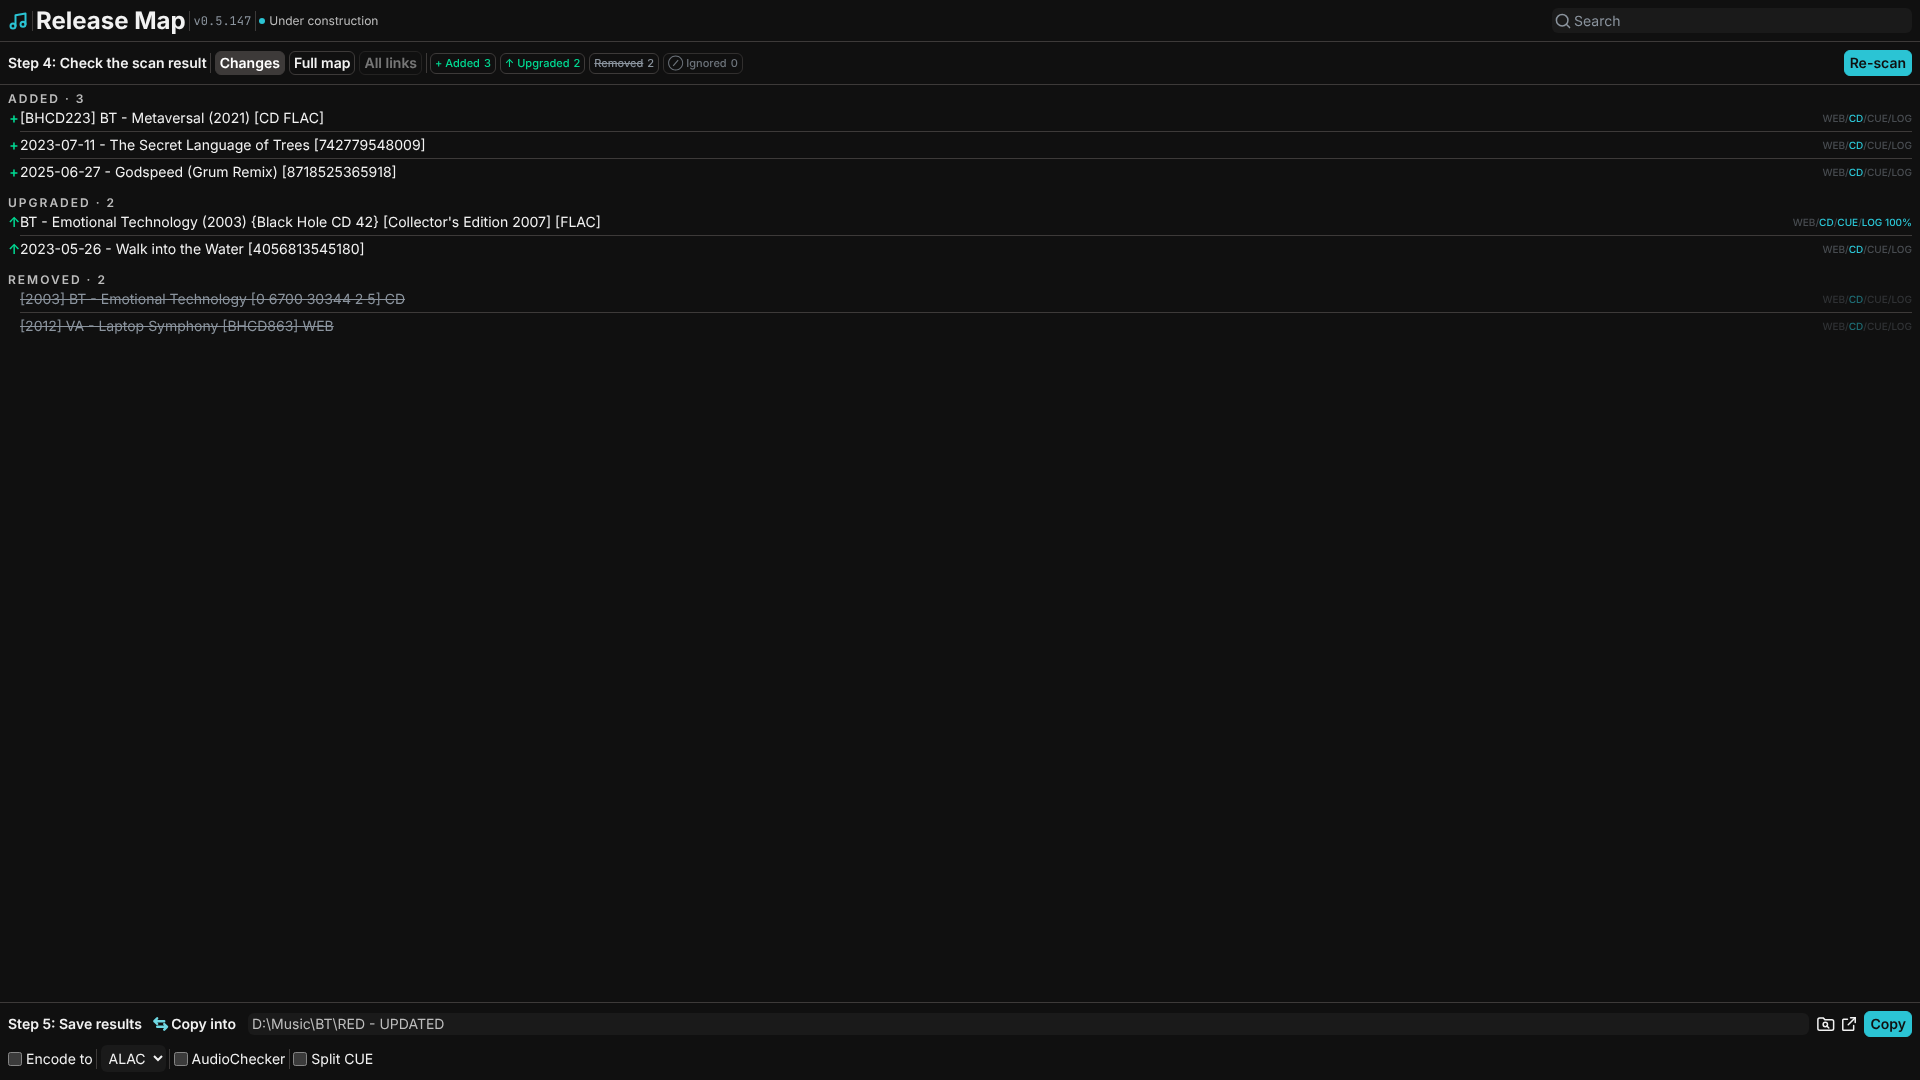 Release Map v0.5.147 Under construction Search
Step 4: Check the scan result Changes Full map All links + Added 3 ↑ Upgraded 2 Removed 2 Ignored 0 Re-scan
ADDED · 3
+ [BHCD223] BT - Metaversal (2021) [CD FLAC] WEB/CD/CUE/LOG
+ 2023-07-11 - The Secret Language of Trees [742779548009] WEB/CD/CUE/LOG
+ 2025-06-27 - Godspeed (Grum Remix) [8718525365918] WEB/CD/CUE/LOG
UPGRADED · 2
↑ BT - Emotional Technology (2003) {Black Hole CD 42} [Collector's Edition 2007] [FLAC] WEB/CD/CUE/LOG 100%
↑ 2023-05-26 - Walk into the Water [4056813545180] WEB/CD/CUE/LOG
REMOVED · 2
[2003] BT - Emotional Technology [0 6700 30344 2 5] CD WEB/CD/CUE/LOG
[2012] VA - Laptop Symphony [BHCD863] WEB WEB/CD/CUE/LOG
Step 5: Save results Copy into D:\Music\BT\RED - UPDATED Copy
Encode to ALAC AudioChecker Split CUE